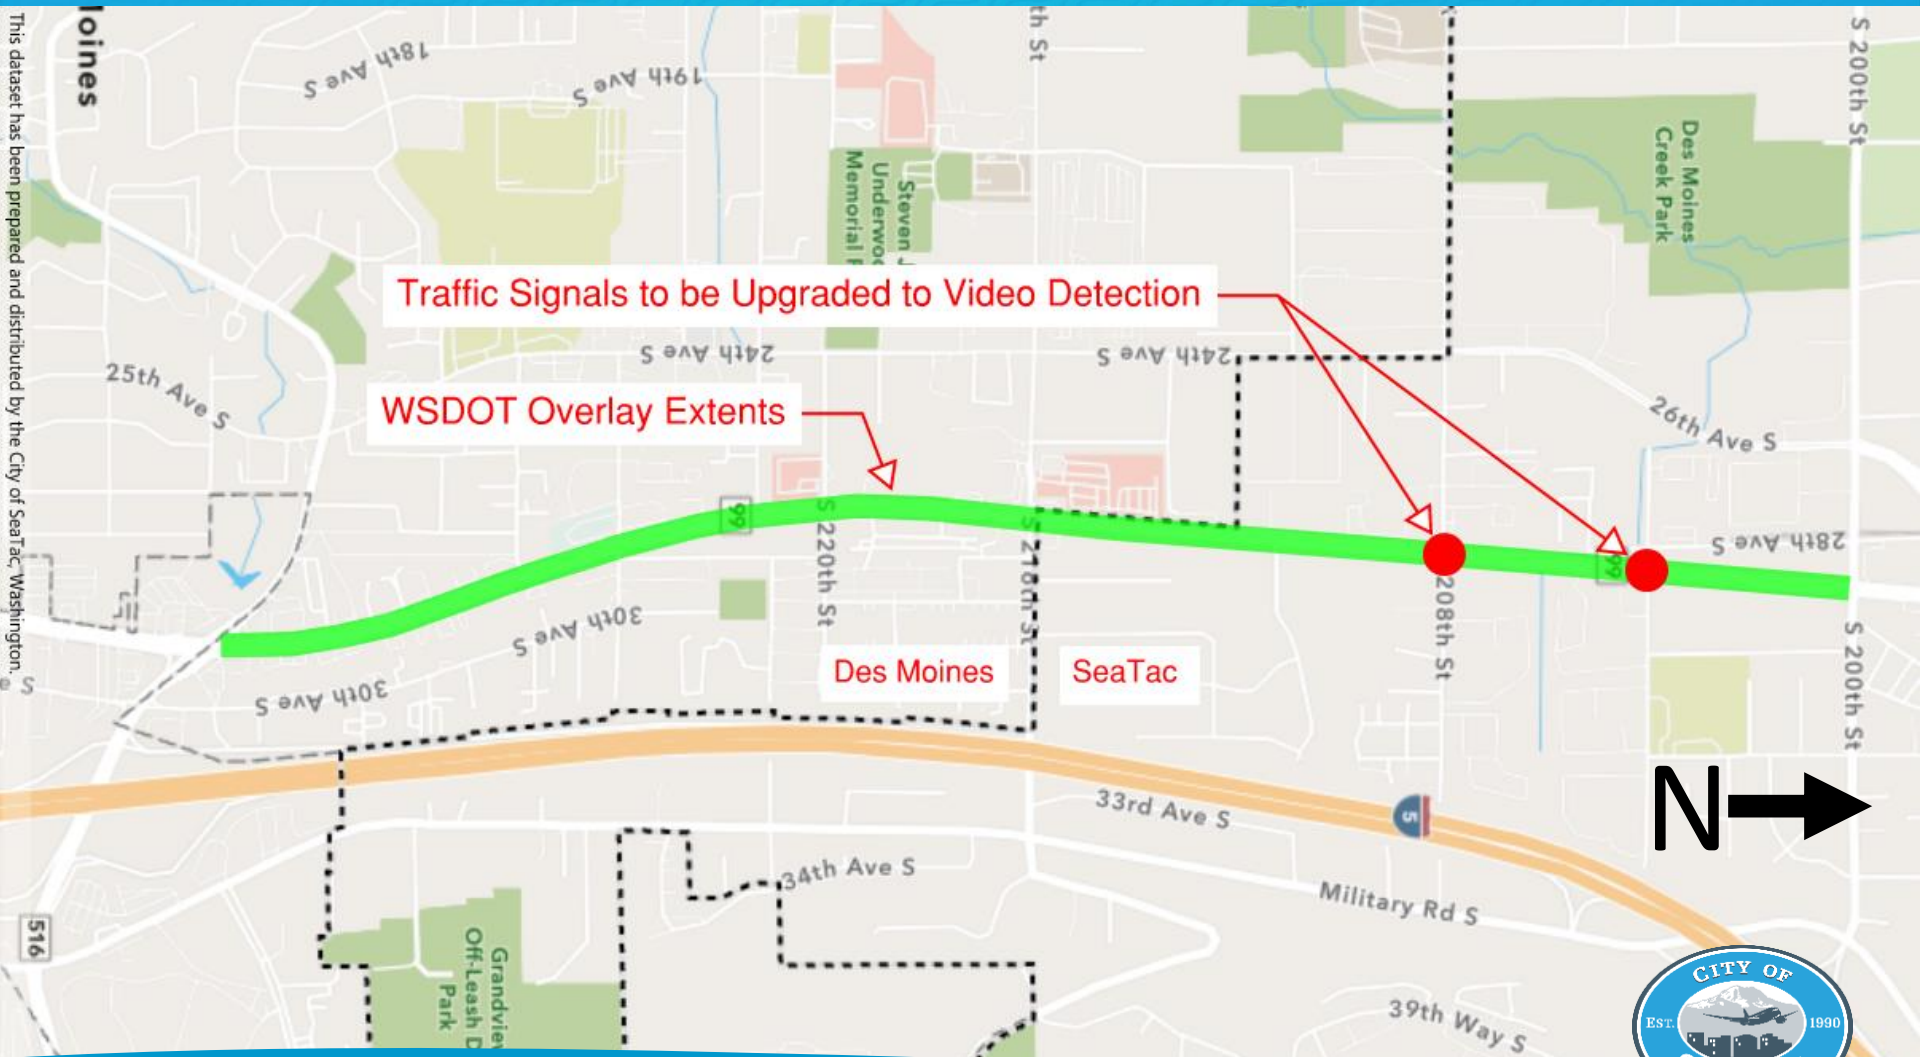 This dataset has been prepared and distributed by the City of SeaTac, Washington.
oines
18th Ave S
19th Ave S
th St
Steven J
Underwoo
Memorial P
Des Moines
Creek Park
S 200th St
Traffic Signals to be Upgraded to Video Detection
24th Ave S
24th Ave S
25th Ave S
WSDOT Overlay Extents
26th Ave S
99
S 220th St
S 216th St
28th Ave S
99
208th St
30th Ave S
Des Moines
SeaTac
S 200th St
e S
30th Ave S
N
33rd Ave S
5
34th Ave S
Military Rd S
516
Grandview
Off-Leash D
Park
39th Way S
CITY OF
EST.
1990